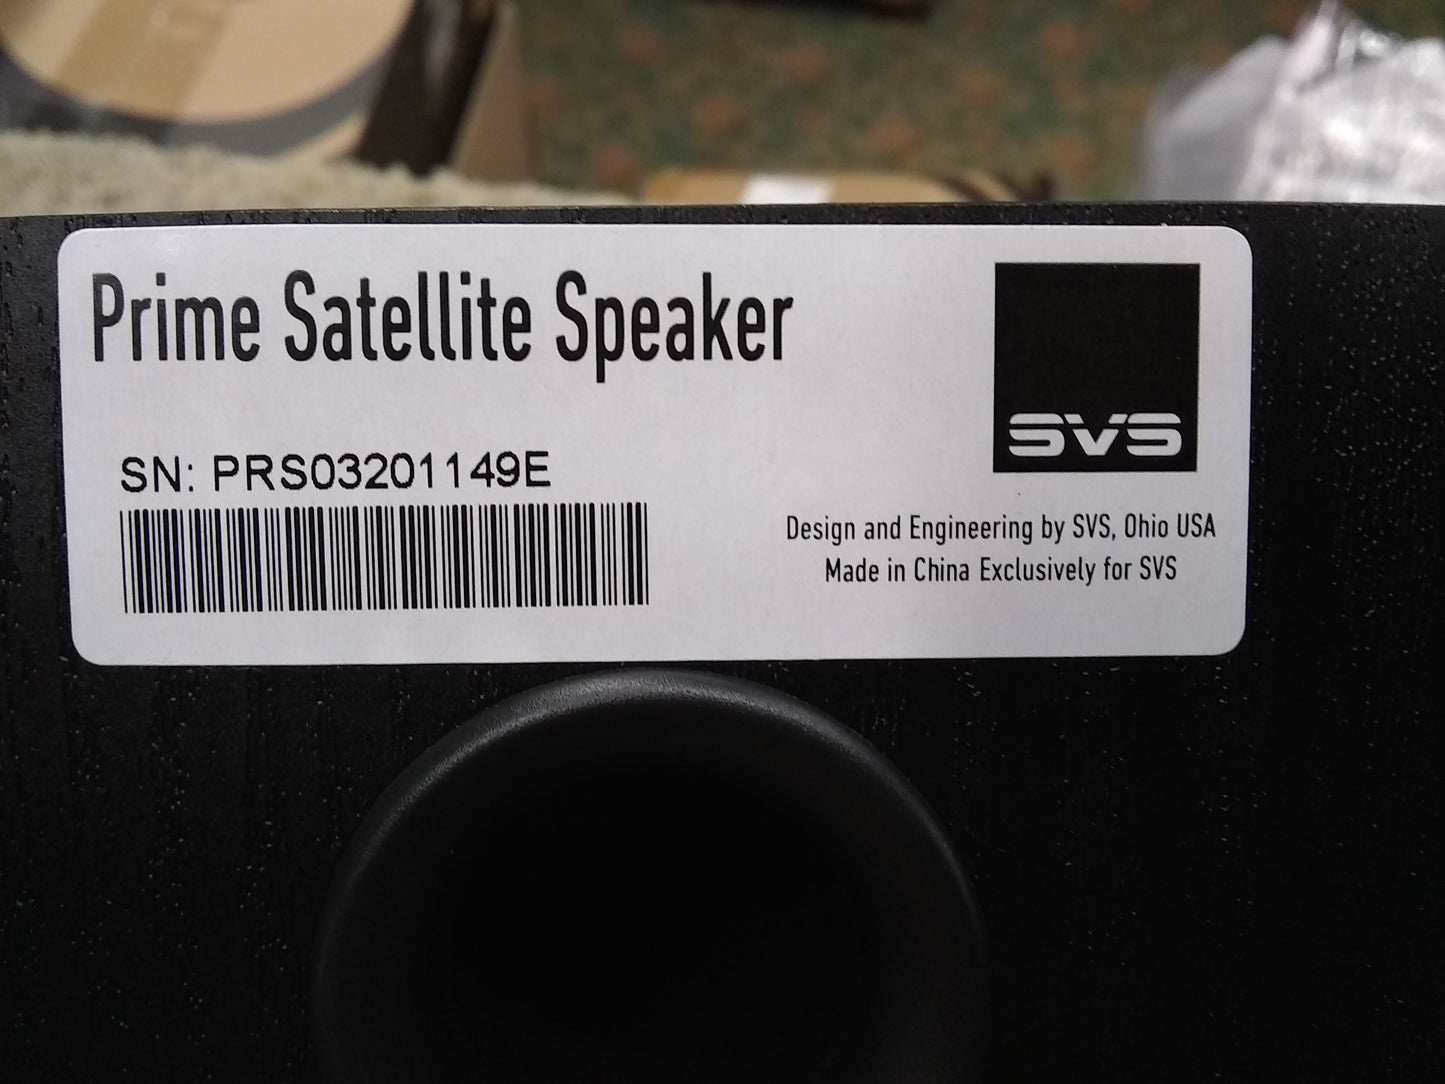 Prime Satellite Speaker
SVS
SN: PRS03201149E
Design and Engineering by SVS, Ohio USA
Made in China Exclusively for SVS